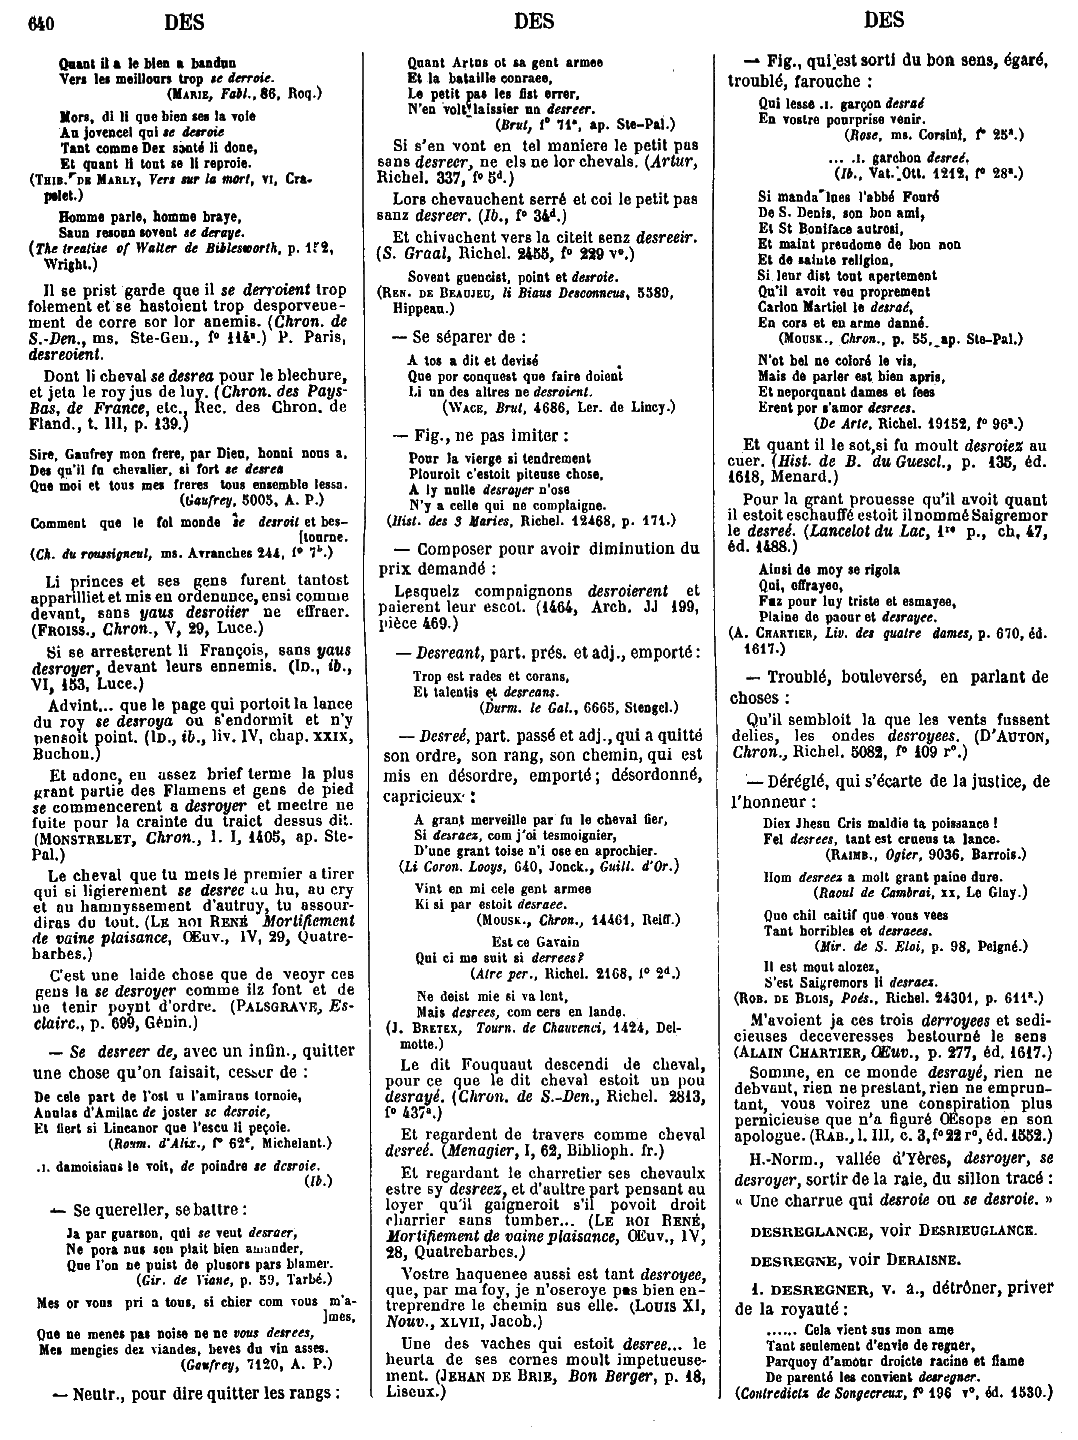 640
DES
DES
DES
Quant il a le bien a bandon
Vers les meillours trop se derroie.
(MARIE, Fabl., 86, Roq.)
Mors, di li que bien ses la voie
Au jovencel qui se desroie
Tant comme Dex santé li done,
Et quant li tout se li reproie.
(THIB. DE MARLY, Vers sur la mort, VI, Cra-
pelet.)
Homme parle, homme braye,
Saun resoun sovent se deraye.
(The treatise of Walter de Biblesworth, p. 152,
Wright.)
Il se prist garde que il se derroient trop
folement et se hastoient trop desporveue-
ment de corre sor lor anemis. (Chron. de
S.-Den., ms. Ste-Gen., f° 114ª.) P. Paris,
desreoient.
Dont li cheval se desrea pour le blechure,
et jeta le roy jus de luy. (Chron. des Pays-
Bas, de France, etc., Rec. des Chron. de
Fland., t. III, p. 139.)
Sire, Gaufrey mon frere, par Dieu, honni nous a.
Des qu'il fu chevalier, si fort se desrea
Que moi et tous mes freres tous ensemble lessa.
(Gaufrey, 5005, A. P.)
Comment que le fol monde se desroit et bes-
[tourne.
(Ch. du roussigneul, ms. Avranches 244, f° 7ᵇ.)
Li princes et ses gens furent tantost
apparilliet et mis en ordenance, ensi comme
devant, sans yaus desroiier ne effraer.
(FROISS., Chron., V, 29, Luce.)
Si se arresterent li François, sans yaus
desroyer, devant leurs ennemis. (ID., ib.,
VI, 153, Luce.)
Advint... que le page qui portoit la lance
du roy se desroya ou s'endormit et n'y
pensoit point. (ID., ib., liv. IV, chap. XXIX,
Buchon.)
Et adonc, en assez brief terme la plus
grant partie des Flamens et gens de pied
se commencerent a desroyer et mectre ne
fuite pour la crainte du traict dessus dit.
(MONSTRELET, Chron., l. I, 1405, ap. Ste-
Pal.)
Le cheval que tu mets le premier a tirer
qui si ligierement se desree au hu, au cry
et au hannyssement d'autruy, tu assour-
diras du tout. (LE ROI RENÉ Mortifiement
de vaine plaisance, Œuv., IV, 29, Quatre-
barbes.)
C'est une laide chose que de veoyr ces
gens la se desroyer comme ilz font et de
ne tenir poynt d'ordre. (PALSGRAVE, Es-
clairc., p. 699, Génin.)
— Se desreer de, avec un infin., quitter
une chose qu'on faisait, cesser de :
De cele part de l'ost u l'amirans tornoie,
Annlas d'Amilac de joster se desroie,
Et fiert si Lincanor que l'escu li peçoie.
(Roum. d'Alix., f° 62ᶜ, Michelant.)
.I. damoisiaus le voit, de poindre se desroie.
(Ib.)
— Se quereller, se battre :
Ja par guarson, qui se veut desraer,
Ne pora nus son plait bien amander,
Que l'on ne puist de plusors pars blamer.
(Gir. de Viane, p. 59, Tarbé.)
Mes or vous pri a tous, si chier com vous m'a-
]mes,
Que ne menes pas noise ne ne vous desrees,
Mes mengies dez viandes, beves du vin asses.
(Gaufrey, 7120, A. P.)
— Neutr., pour dire quitter les rangs :
Quant Artus ot sa gent armee
Et la bataille conraee,
Le petit pas les fist errer,
N'en volt laissier un desreer.
(Brut, f° 71ª, ap. Ste-Pal.)
Si s'en vont en tel maniere le petit pas
sans desreer, ne els ne lor chevals. (Artur,
Richel. 337, f° 5ᵈ.)
Lors chevauchent serré et coi le petit pas
sanz desreer. (Ib., f° 34ᵈ.)
Et chivachent vers la citeit senz desreeir.
(S. Graal, Richel. 2455, f° 229 v°.)
Sovent guencist, point et desroie.
(REN. DE BEAUJEU, li Biaus Desconneus, 5589,
Hippeau.)
— Se séparer de :
A tos a dit et devisé
Que por conquest que faire doient
Li un des altres ne desroient.
(WACE, Brut, 4686, Ler. de Lincy.)
— Fig., ne pas imiter :
Pour la vierge si tendrement
Plouroit c'estoit piteuse chose,
A ly nulle desroyer n'ose
N'y a celle qui ne complaigne.
(Hist. des 3 Maries, Richel. 12468, p. 171.)
— Composer pour avoir diminution du
prix demandé :
Lesquelz compaignons desroierent et
paierent leur escot. (1464, Arch. JJ 199,
pièce 469.)
— Desreant, part. prés. et adj., emporté :
Trop est rades et corans,
Et talentis et desreans.
(Durm. le Gal., 6665, Stengel.)
— Desreé, part. passé et adj., qui a quitté
son ordre, son rang, son chemin, qui est
mis en désordre, emporté ; désordonné,
capricieux :
A grant merveille par fu le cheval fier,
Si desraez, com j'oi tesmoignier,
D'une grant toise n'i ose en aprochier.
(Li Coron. Looys, 640, Jonck., Guill. d'Or.)
Vint en mi cele gent armee
Ki si par estoit desraee.
(MOUSK., Chron., 14461, Reiff.)
Est ce Gavain
Qui ci me suit si derrees?
(Atre per., Richel. 2168, f° 2ᵈ.)
Ne deist mie si va lent,
Mais desrees, com cers en lande.
(J. BRETEX, Tourn. de Chauvenci, 1424, Del-
motte.)
Le dit Fouquaut descendi de cheval,
pour ce que le dit cheval estoit un pou
desrayé. (Chron. de S.-Den., Richel. 2813,
f° 437ª.)
Et regardent de travers comme cheval
desreé. (Menagier, I, 62, Biblioph. fr.)
Et regardant le charretier ses chevaulx
estre sy desreez, et d'aultre part pensant au
loyer qu'il gaigneroit s'il povoit droit
charrier sans tumber... (LE ROI RENÉ,
Mortifiement de vaine plaisance, Œuv., IV,
28, Quatrebarbes.)
Vostre haquenee aussi est tant desroyee,
que, par ma foy, je n'oseroye pas bien en-
treprendre le chemin sus elle. (LOUIS XI,
Nouv., XLVII, Jacob.)
Une des vaches qui estoit desree... le
heurta de ses cornes moult impetueuse-
ment. (JEHAN DE BRIE, Bon Berger, p. 18,
Liseux.)
— Fig., qui est sorti du bon sens, égaré,
troublé, farouche :
Qui lesse .I. garçon desraé
En vostre pourprise venir.
(Rose, ms. Corsini, f° 25ª.)
... .I. garchon desreé.
(Ib., Vat. Ott. 1212, f° 28ª.)
Si manda lues l'abbé Fouré
De S. Denis, son bon ami,
Et St Boniface autresi,
Et maint preudome de bon non
Et de sainte religion,
Si leur dist tout apertement
Qu'il avoit veu proprement
Carlon Martiel le desraé,
En cors et en arme danné.
(MOUSK., Chron., p. 55, ap. Ste-Pal.)
N'ot bel ne coloré le vis,
Mais de parler est bien apris,
Et neporquant dames et fees
Erent por s'amor desrees.
(De Arte, Richel. 19152, f° 96ª.)
Et quant il le sot, si fu moult desroiez au
cuer. (Hist. de B. du Guescl., p. 135, éd.
1618, Menard.)
Pour la grant prouesse qu'il avoit quant
il estoit eschauffé estoit il nommé Saigremor
le desreé. (Lancelot du Lac, 1ʳᵉ p., ch. 47,
éd. 1488.)
Ainsi de moy se rigola
Qui, effrayee,
Faz pour luy triste et esmayee,
Plaine de paour et desrayee.
(A. CHARTIER, Liv. des quatre dames, p. 670, éd.
1617.)
— Troublé, bouleversé, en parlant de
choses :
Qu'il sembloit la que les vents fussent
delies, les ondes desroyees. (D'AUTON,
Chron., Richel. 5082, f° 109 r°.)
— Déréglé, qui s'écarte de la justice, de
l'honneur :
Diex Jhesu Cris maldie ta poissance !
Fel desrees, tant est crueus ta lance.
(RAIMB., Ogier, 9036, Barrois.)
Hom desreez a molt grant paine dure.
(Raoul de Cambrai, XX, Le Glay.)
Que chil caitif que vous vees
Tant horribles et desraees.
(Mir. de S. Eloi, p. 98, Peigné.)
Il est mout alozez,
S'est Saigremors li desraez.
(ROB. DE BLOIS, Poés., Richel. 24301, p. 611ª.)
M'avoient ja ces trois derroyees et sedi-
cieuses deceveresses bestourné le sens
(ALAIN CHARTIER, Œuv., p. 277, éd. 1617.)
Somme, en ce monde desrayé, rien ne
debvant, rien ne prestant, rien ne emprun-
tant, vous voirez une conspiration plus
pernicieuse que n'a figuré Œsope en son
apologue. (RAB., l. III, c. 3, f° 22 r°, éd. 1552.)
H.-Norm., vallée d'Yères, desroyer, se
desroyer, sortir de la raie, du sillon tracé :
« Une charrue qui desroie ou se desroie. »
DESREGLANCE, voir DESRIEUGLANCE.
DESREGNE, voir DERAISNE.
1. DESREGNER, v. a., détrôner, priver
de la royauté :
...... Cela vient sus mon ame
Tant seulement d'envie de regner,
Parquoy d'amour droicte racine et flame
De parenté les convient desregner.
(Contredictz de Songecreux, f° 196 v°, éd. 1530.)